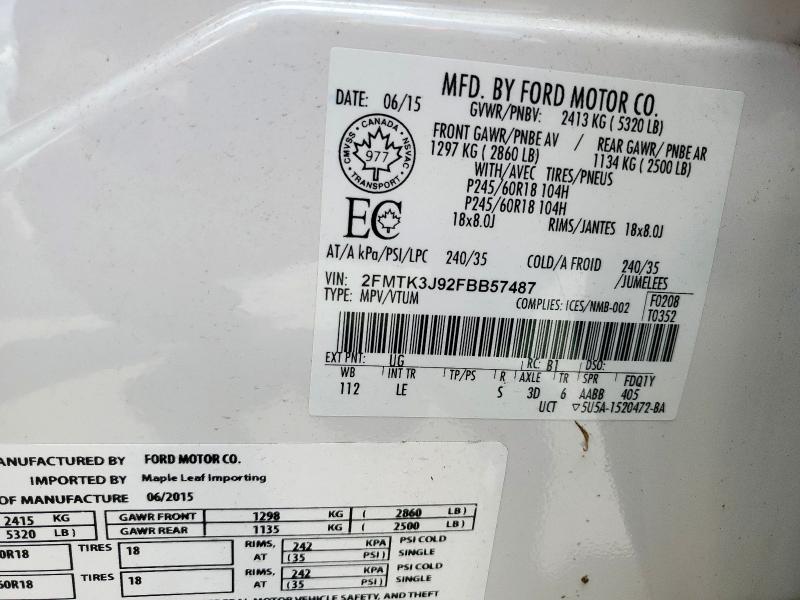 MFD. BY FORD MOTOR CO.
DATE: 06/15
GVWR/PNBV: 2413 KG ( 5320 LB)
CMVSS • CANADA • NSVAC • TRANSPORT •
977
FRONT GAWR/PNBE AV / REAR GAWR/ PNBE AR
1297 KG ( 2860 LB) 1134 KG ( 2500 LB)
WITH/AVEC TIRES/PNEUS
P245/60R18 104H
P245/60R18 104H
EC
18x8.0J RIMS/JANTES 18x8.0J
AT/A kPa/PSI/LPC 240/35 COLD/A FROID 240/35
/JUMELEES
VIN: 2FMTK3J92FBB57487
TYPE: MPV/VTUM COMPLIES: ICES/NMB-002
F0208
T0352
EXT PNT: UG RC: B1 DSO:
WB INT TR TP/PS R AXLE TR SPR FDQ1Y
112 LE S 3D 6 AABB 405
UCT ▽5U5A-1520472-BA
ANUFACTURED BY FORD MOTOR CO.
IMPORTED BY Maple Leaf Importing
OF MANUFACTURE 06/2015
2415 KG GAWR FRONT 1298 KG ( 2860 LB )
5320 LB ) GAWR REAR 1135 KG ( 2500 LB )
0R18 TIRES 18 RIMS, AT 242 KPA (35 PSI) PSI COLD SINGLE
60R18 TIRES 18 RIMS, AT 242 KPA (35 PSI) PSI COLD SINGLE
MOTOR VEHICLE SAFETY, AND THEFT